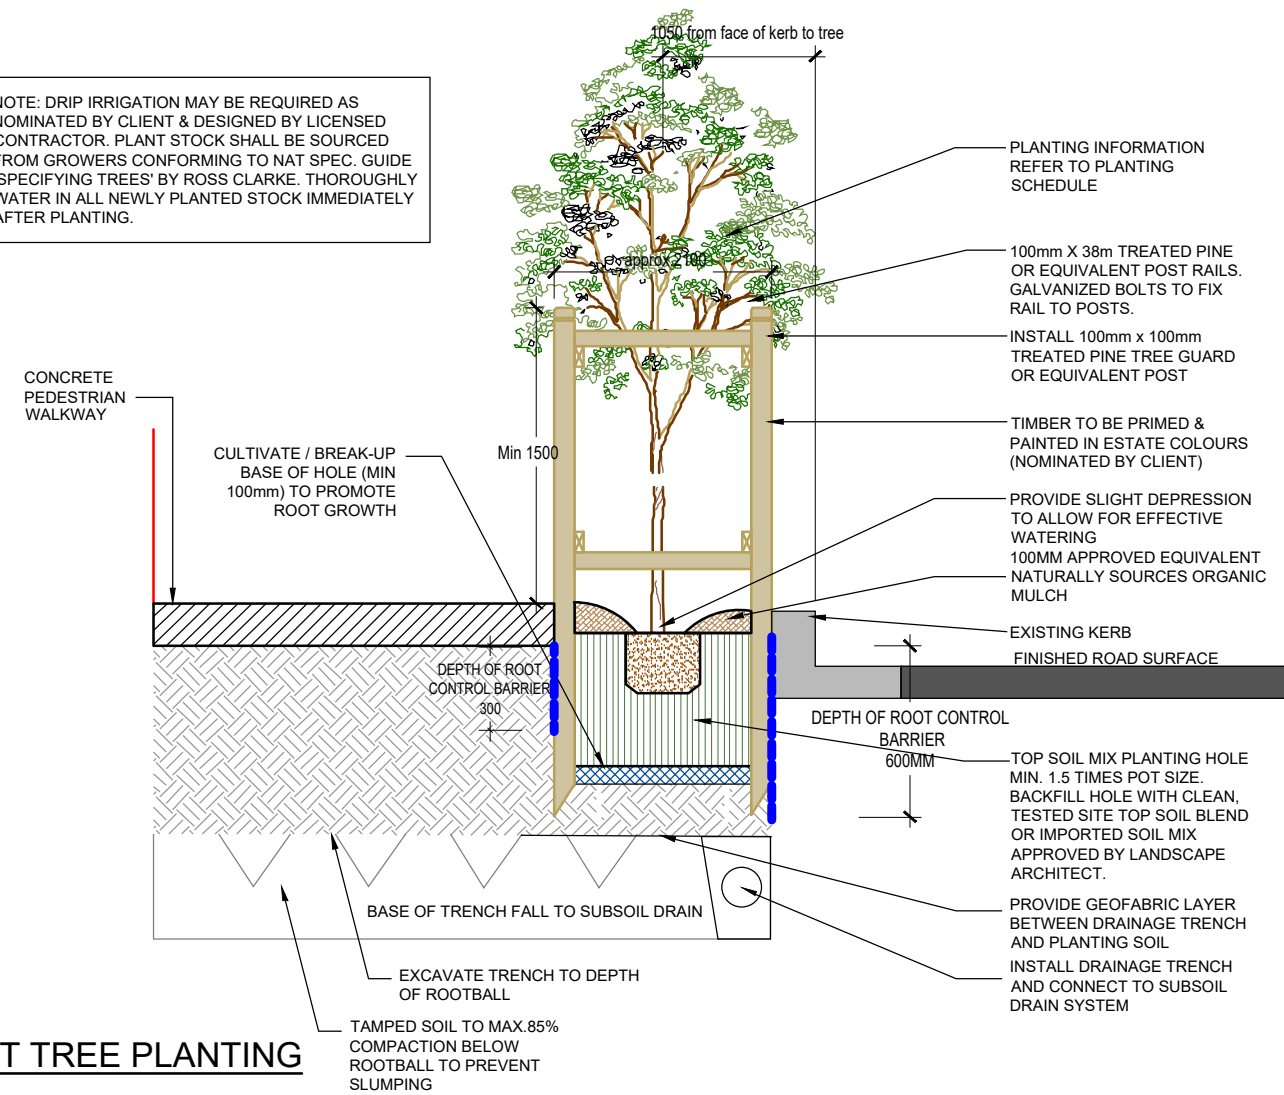 1050 from face of kerb to tree
NOTE: DRIP IRRIGATION MAY BE REQUIRED AS
NOMINATED BY CLIENT & DESIGNED BY LICENSED
CONTRACTOR. PLANT STOCK SHALL BE SOURCED
FROM GROWERS CONFORMING TO NAT SPEC. GUIDE
'SPECIFYING TREES' BY ROSS CLARKE. THOROUGHLY
WATER IN ALL NEWLY PLANTED STOCK IMMEDIATELY
AFTER PLANTING.
PLANTING INFORMATION
REFER TO PLANTING
SCHEDULE
approx 2100
100mm X 38m TREATED PINE
OR EQUIVALENT POST RAILS.
GALVANIZED BOLTS TO FIX
RAIL TO POSTS.
INSTALL 100mm x 100mm
TREATED PINE TREE GUARD
OR EQUIVALENT POST
CONCRETE
PEDESTRIAN
WALKWAY
TIMBER TO BE PRIMED &
PAINTED IN ESTATE COLOURS
(NOMINATED BY CLIENT)
Min 1500
CULTIVATE / BREAK-UP
BASE OF HOLE (MIN
100mm) TO PROMOTE
ROOT GROWTH
PROVIDE SLIGHT DEPRESSION
TO ALLOW FOR EFFECTIVE
WATERING
100MM APPROVED EQUIVALENT
NATURALLY SOURCES ORGANIC
MULCH
EXISTING KERB
FINISHED ROAD SURFACE
DEPTH OF ROOT
CONTROL BARRIER
300
DEPTH OF ROOT CONTROL
BARRIER
600MM
TOP SOIL MIX PLANTING HOLE
MIN. 1.5 TIMES POT SIZE.
BACKFILL HOLE WITH CLEAN,
TESTED SITE TOP SOIL BLEND
OR IMPORTED SOIL MIX
APPROVED BY LANDSCAPE
ARCHITECT.
BASE OF TRENCH FALL TO SUBSOIL DRAIN
PROVIDE GEOFABRIC LAYER
BETWEEN DRAINAGE TRENCH
AND PLANTING SOIL
INSTALL DRAINAGE TRENCH
AND CONNECT TO SUBSOIL
DRAIN SYSTEM
EXCAVATE TRENCH TO DEPTH
OF ROOTBALL
TAMPED SOIL TO MAX.85%
COMPACTION BELOW
ROOTBALL TO PREVENT
SLUMPING
T TREE PLANTING